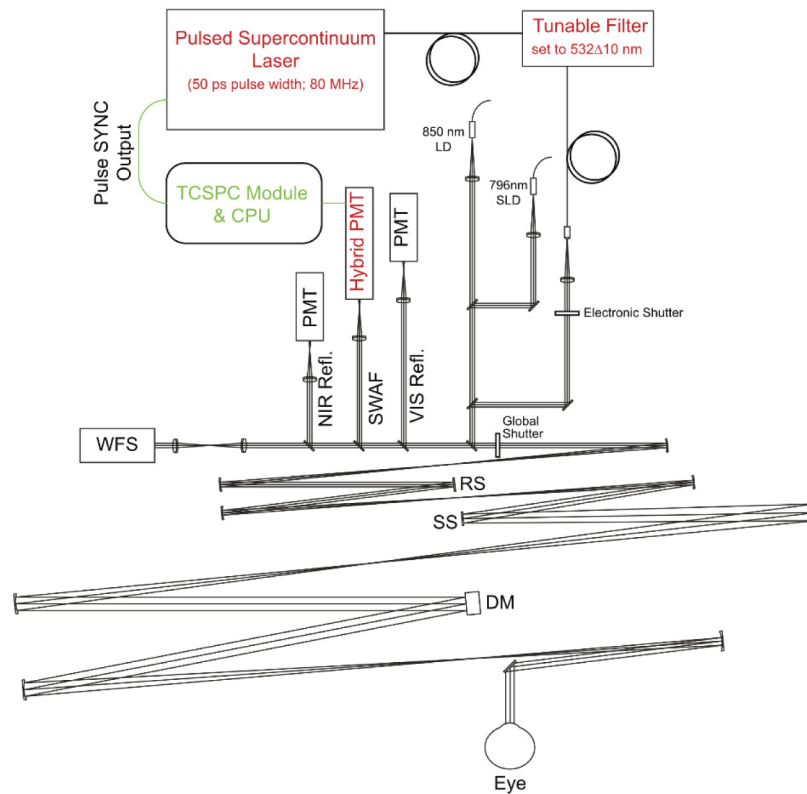 Pulsed Supercontinuum
Laser
(50 ps pulse width; 80 MHz)
Tunable Filter
set to 532Δ10 nm
Pulse SYNC
Output
850 nm
LD
796nm
SLD
TCSPC Module
& CPU
Hybrid PMT
PMT
PMT
Electronic Shutter
NIR Refl.
SWAF
VIS Refl.
Global
Shutter
WFS
RS
SS
DM
Eye